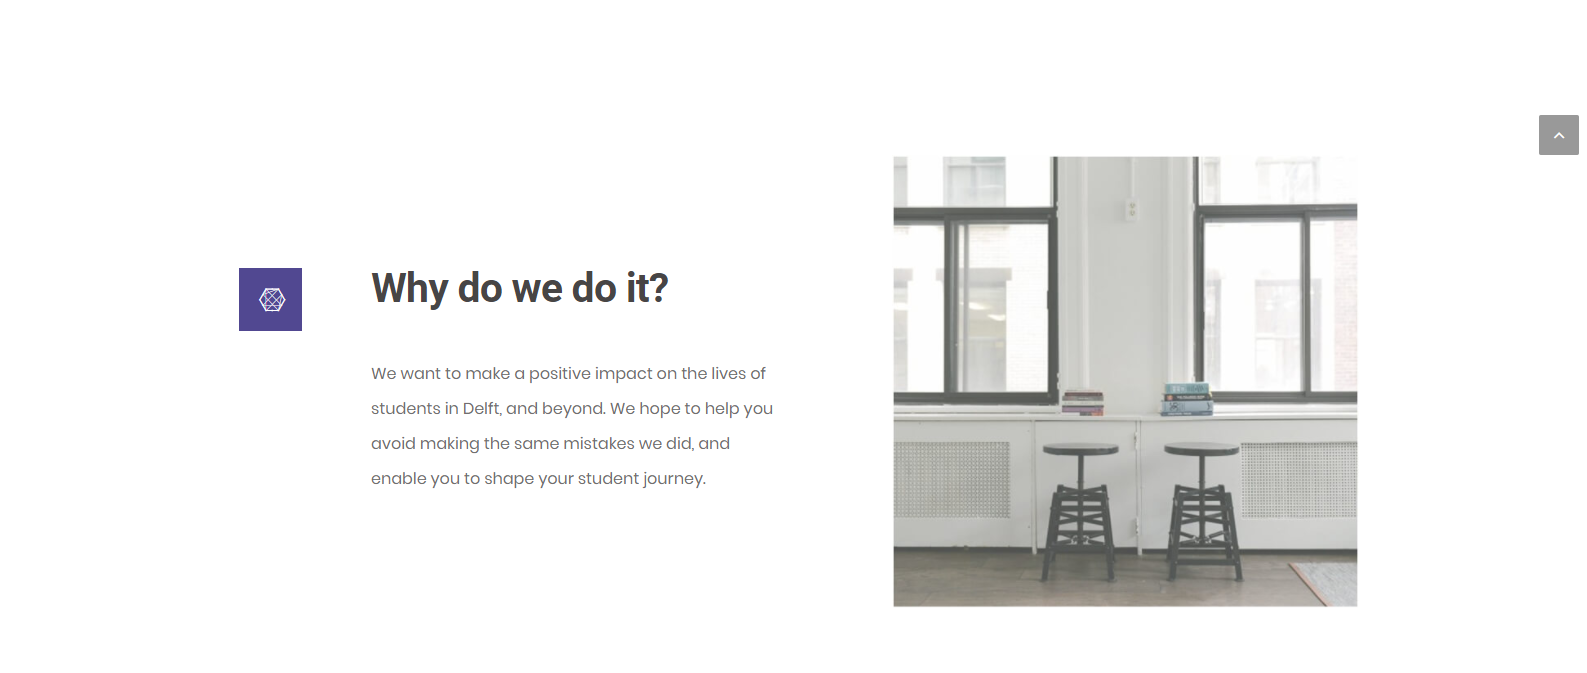 Why do we do it?
We want to make a positive impact on the lives of
students in Delft, and beyond. We hope to help you
avoid making the same mistakes we did, and
enable you to shape your student journey.